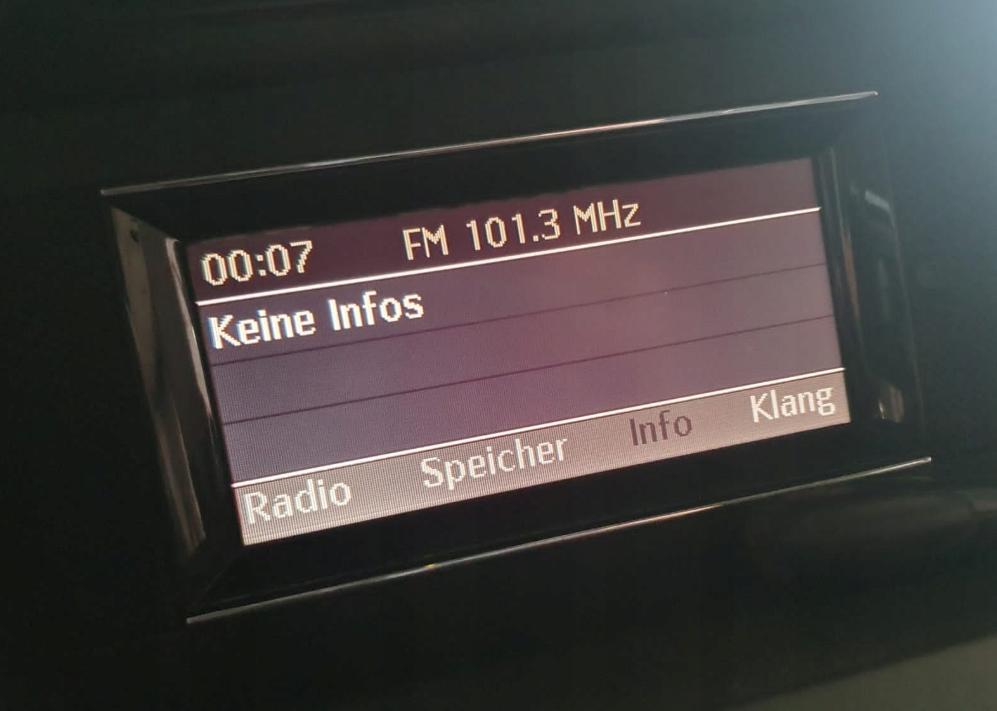 00:07 FM 101.3 MHz
Keine Infos
Radio Speicher Info Klang